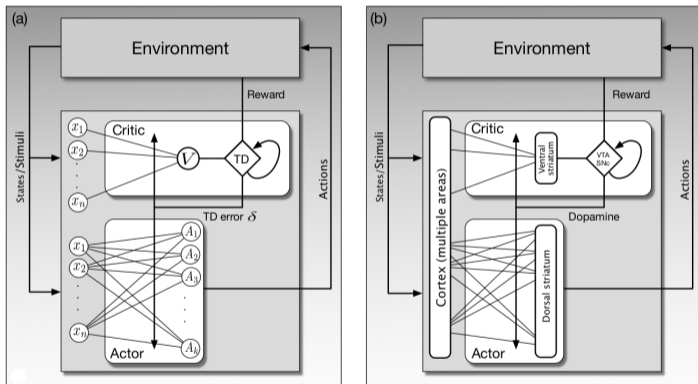 (a)
Environment
Reward
States/Stimuli
x1
x2
xn
Critic
V
TD
TD error δ
Actions
x1
x2
xn
A1
A2
A3
Ak
Actor
(b)
Environment
Reward
States/Stimuli
Cortex (multiple areas)
Critic
Ventral
striatum
VTA
SNc
Dopamine
Actions
Dorsal striatum
Actor